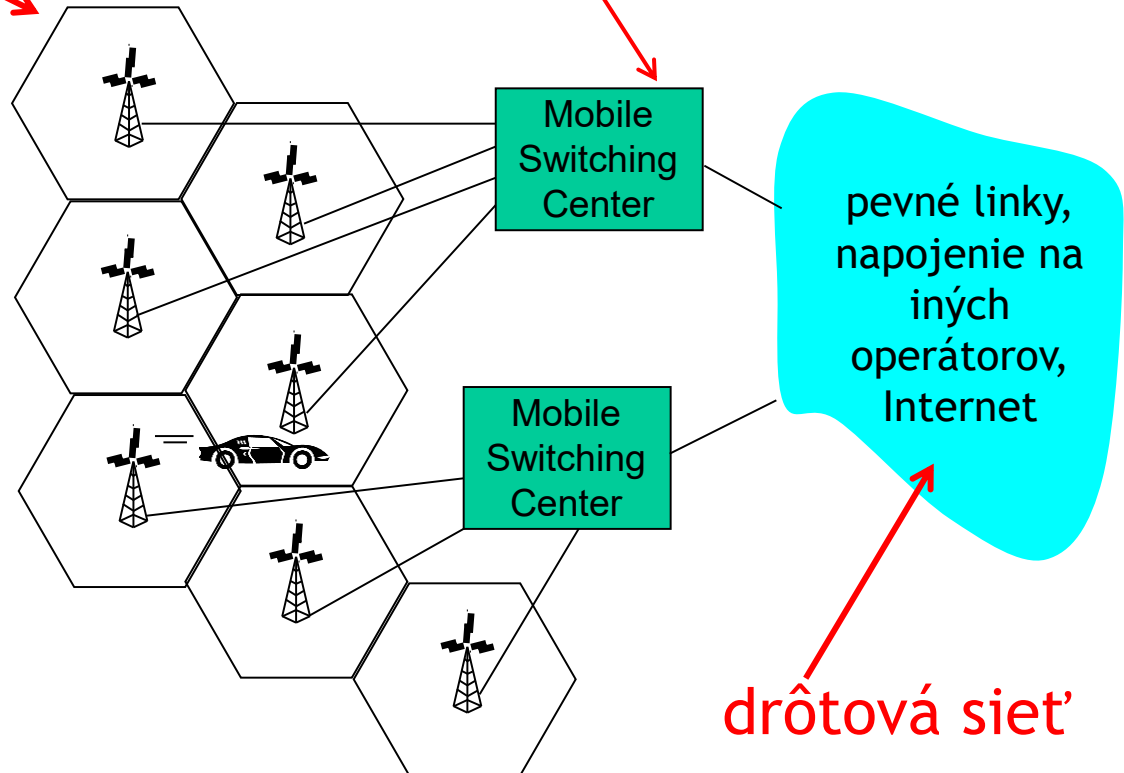 Mobile
Switching
Center
pevné linky,
napojenie na
iných
operátorov,
Internet
Mobile
Switching
Center
drôtová sieť